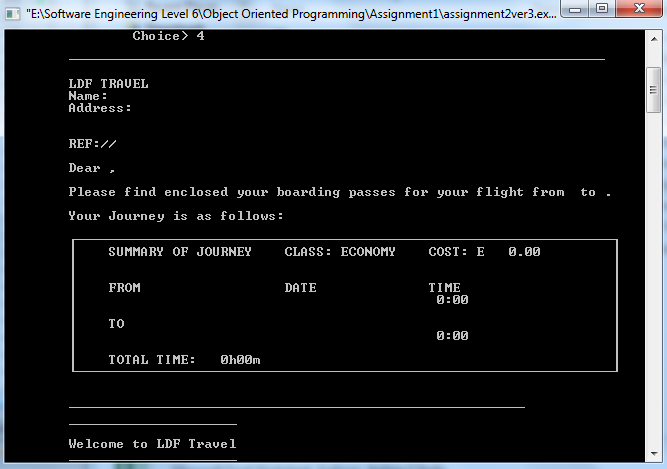 "E:\Software Engineering Level 6\Object Oriented Programming\Assignment1\assignment2ver3.ex...
Choice> 4
LDF TRAVEL
Name:
Address:
REF://
Dear ,
Please find enclosed your boarding passes for your flight from  to .
Your Journey is as follows:
SUMMARY OF JOURNEY    CLASS: ECONOMY    COST: E   0.00
FROM    DATE    TIME
0:00
TO
0:00
TOTAL TIME:   0h00m
Welcome to LDF Travel